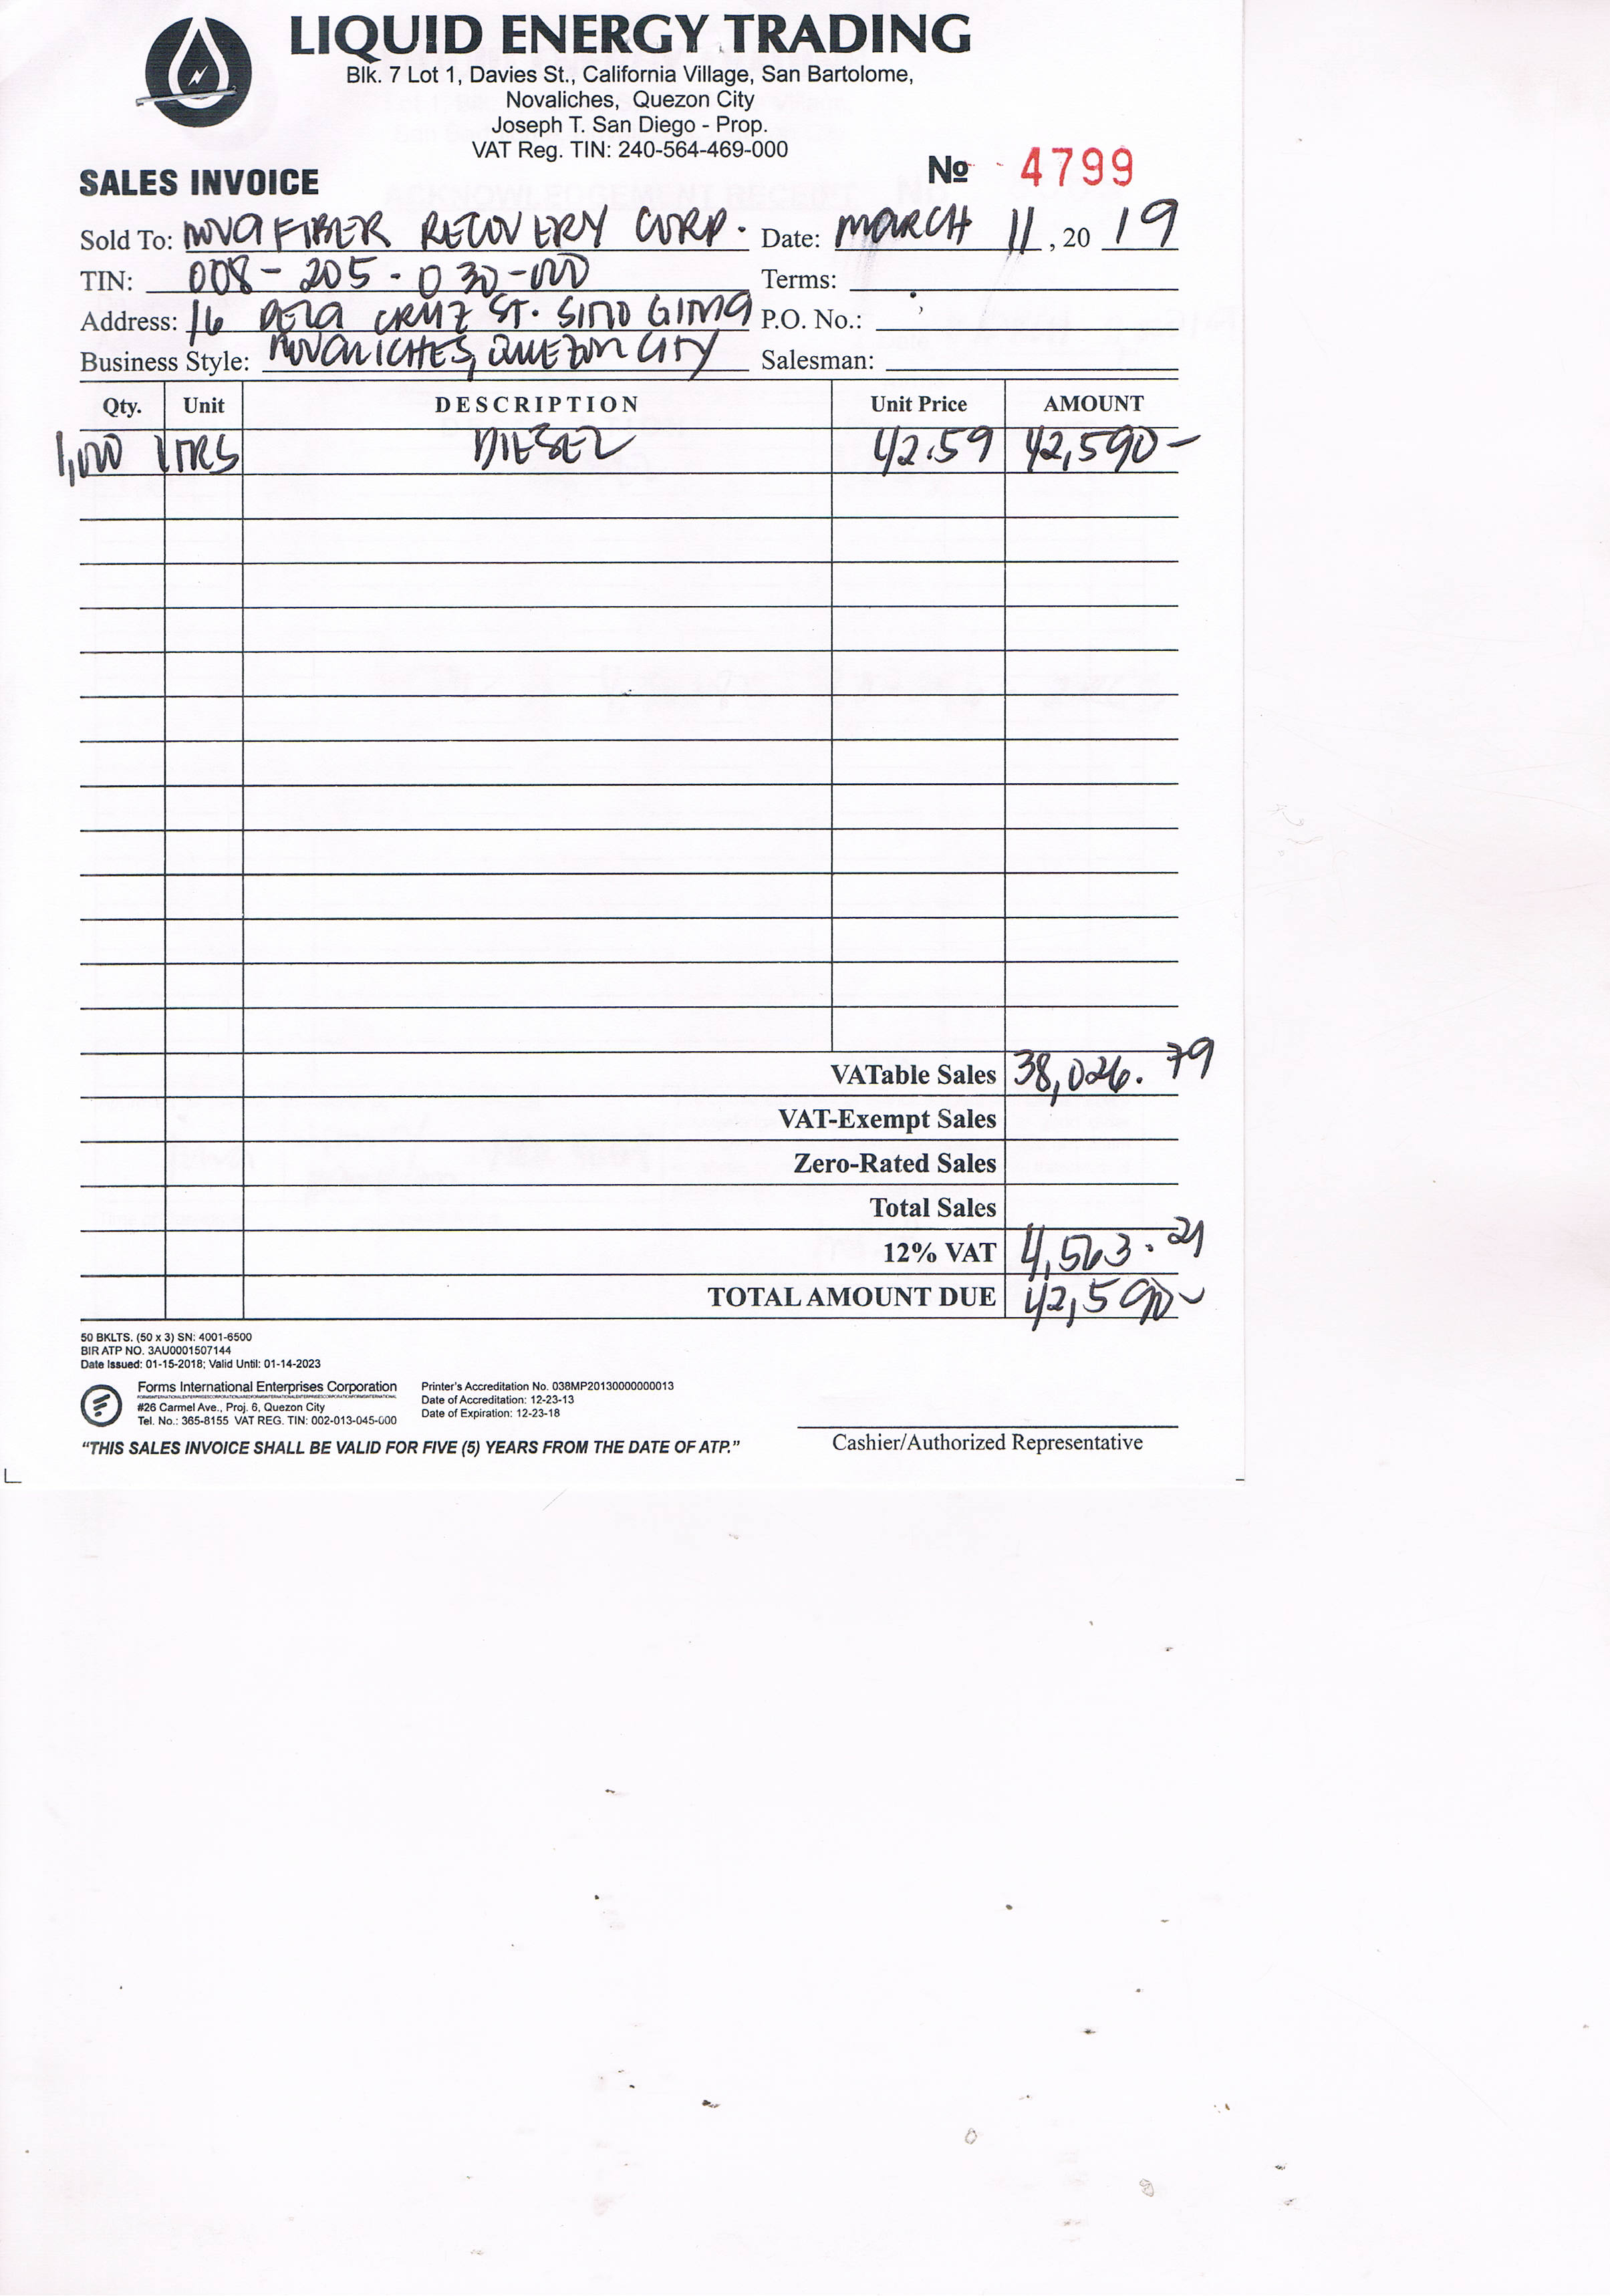 LIQUID ENERGY TRADING
Blk. 7 Lot 1, Davies St., California Village, San Bartolome,
Novaliches, Quezon City
Joseph T. San Diego - Prop.
VAT Reg. TIN: 240-564-469-000
SALES INVOICE № 4799
Sold To: NOVA FIBER RECOVERY CORP. Date: MARCH 11, 20 19
TIN: 008-205-030-000 Terms:
Address: 16 DELA CRUZ ST. SITIO GITNA P.O. No.:
Business Style: NOVALICHES, QUEZON CITY Salesman:
Qty. Unit DESCRIPTION Unit Price AMOUNT
1,000 LTRS DIESEL 42.59 42,590-
VATable Sales 38,026.79
VAT-Exempt Sales
Zero-Rated Sales
Total Sales
12% VAT 4,563.21
TOTAL AMOUNT DUE 42,590-
50 BKLTS. (50 x 3) SN: 4001-6500
BIR ATP NO. 3AU0001507144
Date Issued: 01-15-2018; Valid Until: 01-14-2023
Forms International Enterprises Corporation Printer's Accreditation No. 038MP20130000000013
#26 Carmel Ave., Proj. 6, Quezon City Date of Accreditation: 12-23-13
Tel. No.: 365-8155 VAT REG. TIN: 002-013-045-000 Date of Expiration: 12-23-18
"THIS SALES INVOICE SHALL BE VALID FOR FIVE (5) YEARS FROM THE DATE OF ATP."
Cashier/Authorized Representative